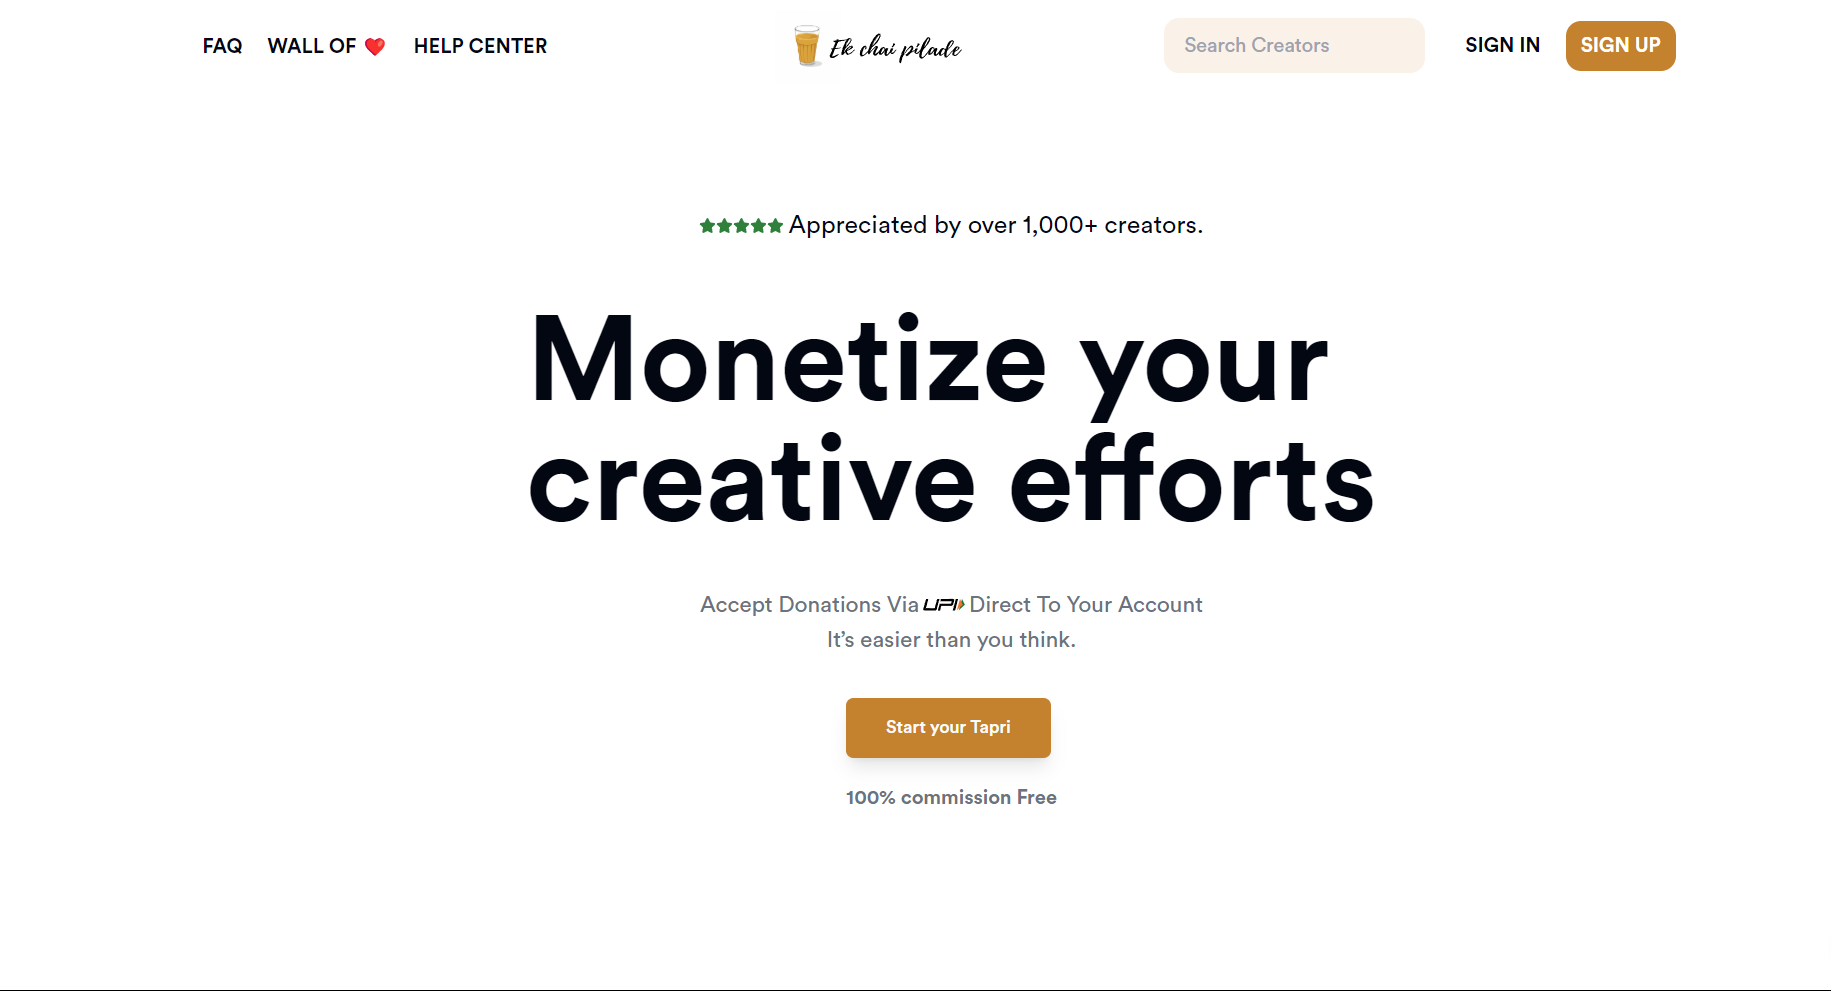 FAQ WALL OF ❤️ HELP CENTER Ek chai pilade Search Creators SIGN IN SIGN UP
Appreciated by over 1,000+ creators.
Monetize your
creative efforts
Accept Donations Via UPI Direct To Your Account
It’s easier than you think.
Start your Tapri
100% commission Free